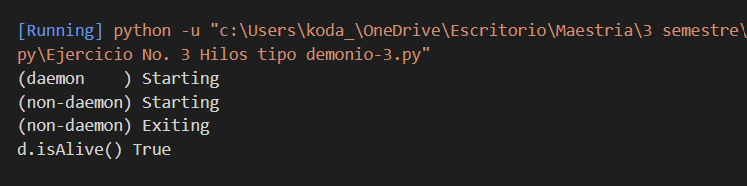 [Running] python -u "c:\Users\koda_\OneDrive\Escritorio\Maestria\3 semestre\
py\Ejercicio No. 3 Hilos tipo demonio-3.py"
(daemon    ) Starting
(non-daemon) Starting
(non-daemon) Exiting
d.isAlive() True